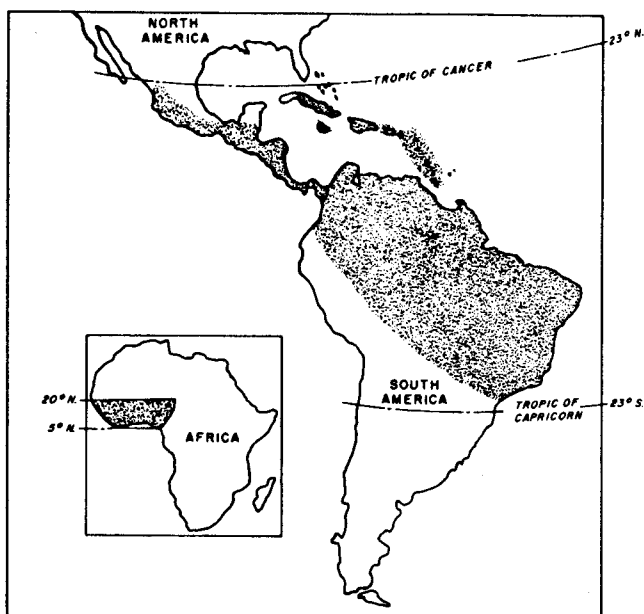 NORTH
AMERICA
23° N.
TROPIC OF CANCER
SOUTH
AMERICA
TROPIC OF
CAPRICORN
23° S.
20° N.
5° N.
AFRICA